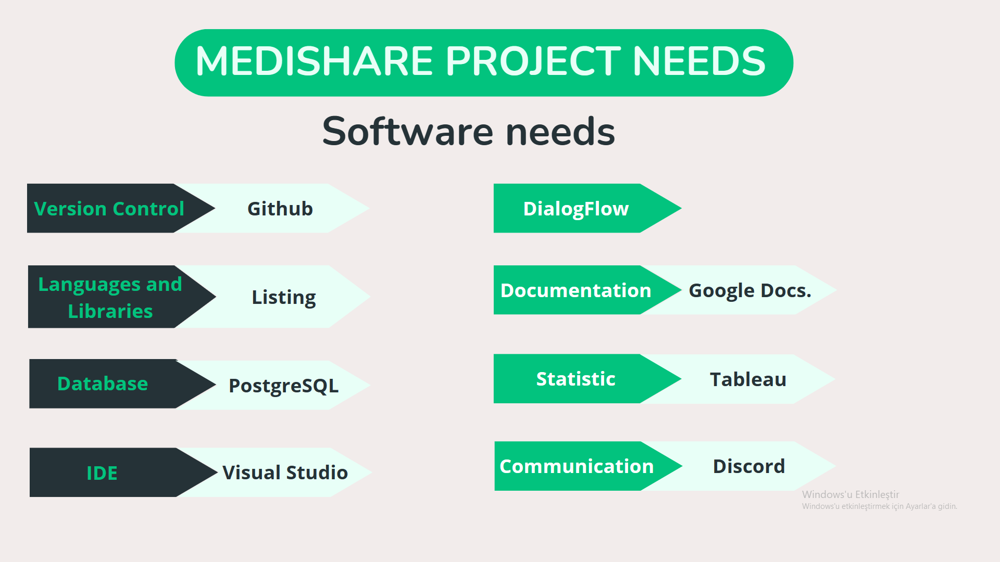 MEDISHARE PROJECT NEEDS
Software needs
Version Control
Github
Languages and
Libraries
Listing
Database
PostgreSQL
IDE
Visual Studio
DialogFlow
Documentation
Google Docs.
Statistic
Tableau
Communication
Discord
Windows'u Etkinleştir
Windows'u etkinleştirmek için Ayarlar'a gidin.